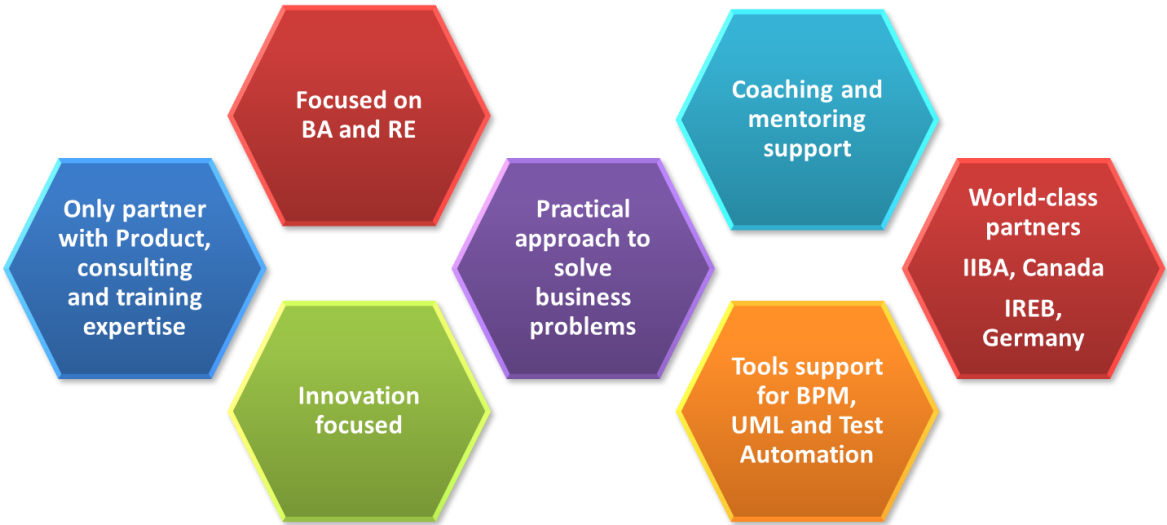 Focused on
BA and RE
Coaching and
mentoring
support
Only partner
with Product,
consulting
and training
expertise
Practical
approach to
solve
business
problems
World-class
partners
IIBA, Canada
IREB,
Germany
Innovation
focused
Tools support
for BPM,
UML and Test
Automation